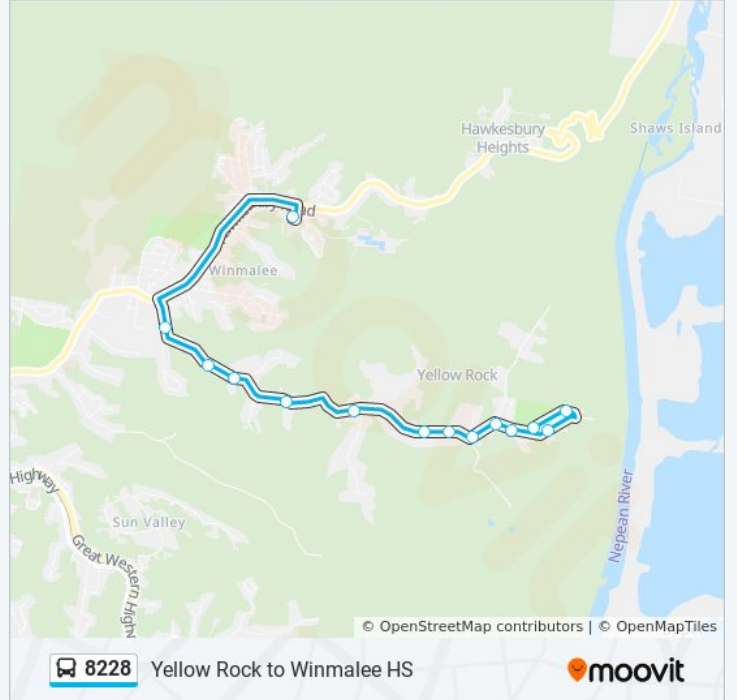 Hawkesbury
Heights
Shaws Island
Winmalee
Yellow Rock
Highway
Sun Valley
Great Western Highw
Nepean River
© OpenStreetMap contributors | © OpenMapTiles
8228 Yellow Rock to Winmalee HS
moovit